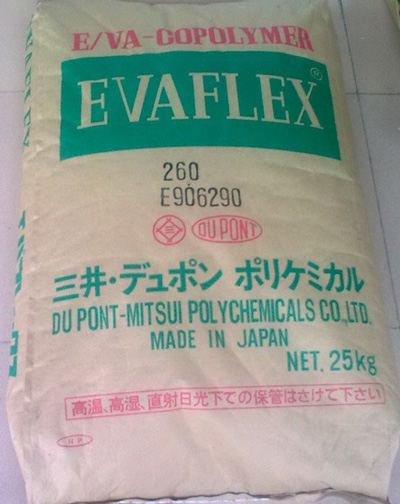 E/VA-COPOLYMER
EVAFLEX®
260
E906290
DU PONT
三井・デュポン ポリケミカル
DU PONT-MITSUI POLYCHEMICALS CO.,LTD.
MADE IN JAPAN
NET. 25kg
高温、高湿、直射日光下での保管はさけて下さい